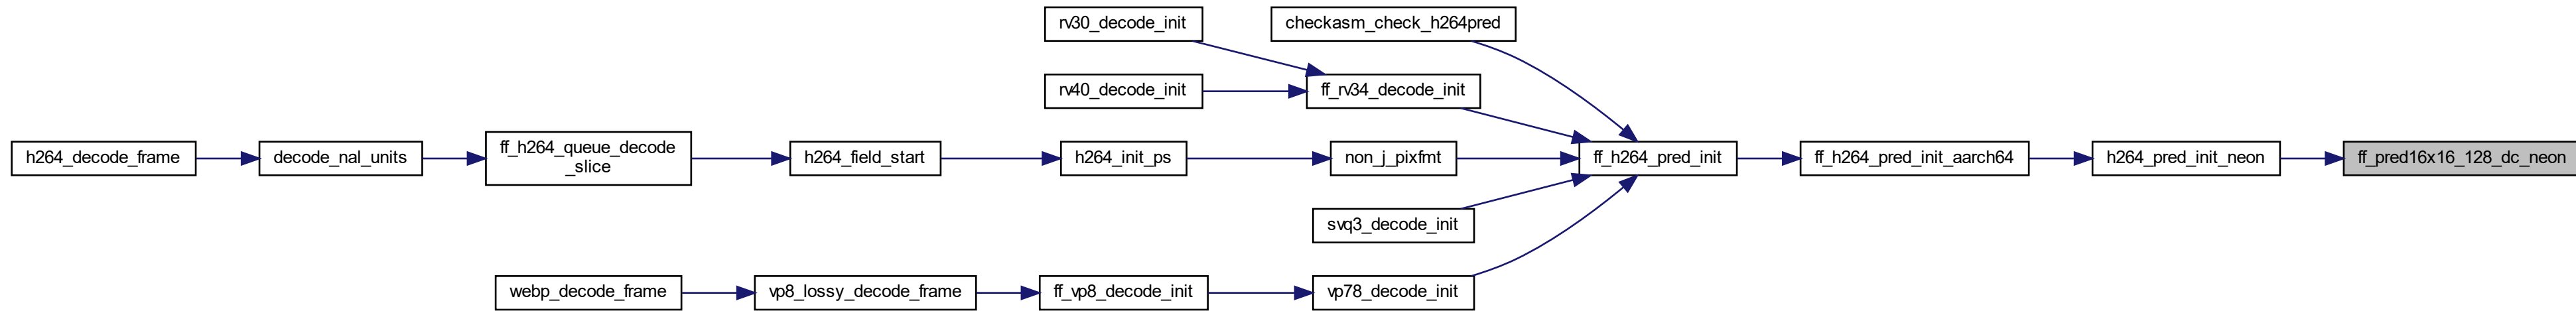 rv30_decode_init
checkasm_check_h264pred
rv40_decode_init
ff_rv34_decode_init
h264_decode_frame
decode_nal_units
ff_h264_queue_decode
_slice
h264_field_start
h264_init_ps
non_j_pixfmt
ff_h264_pred_init
ff_h264_pred_init_aarch64
h264_pred_init_neon
ff_pred16x16_128_dc_neon
svq3_decode_init
webp_decode_frame
vp8_lossy_decode_frame
ff_vp8_decode_init
vp78_decode_init